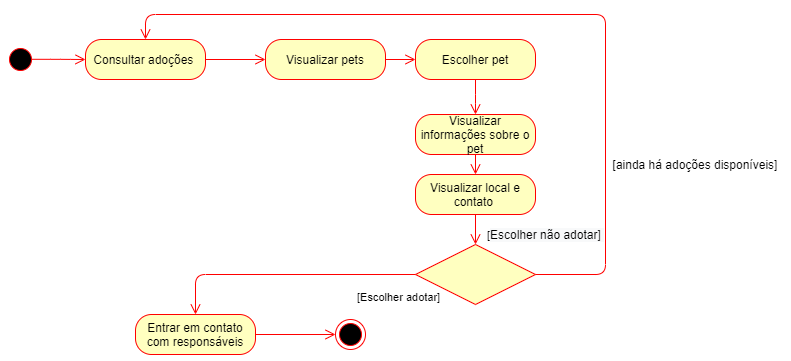 Consultar adoções
Visualizar pets
Escolher pet
Visualizar
informações sobre o
pet
[ainda há adoções disponíveis]
Visualizar local e
contato
[Escolher não adotar]
[Escolher adotar]
Entrar em contato
com responsáveis